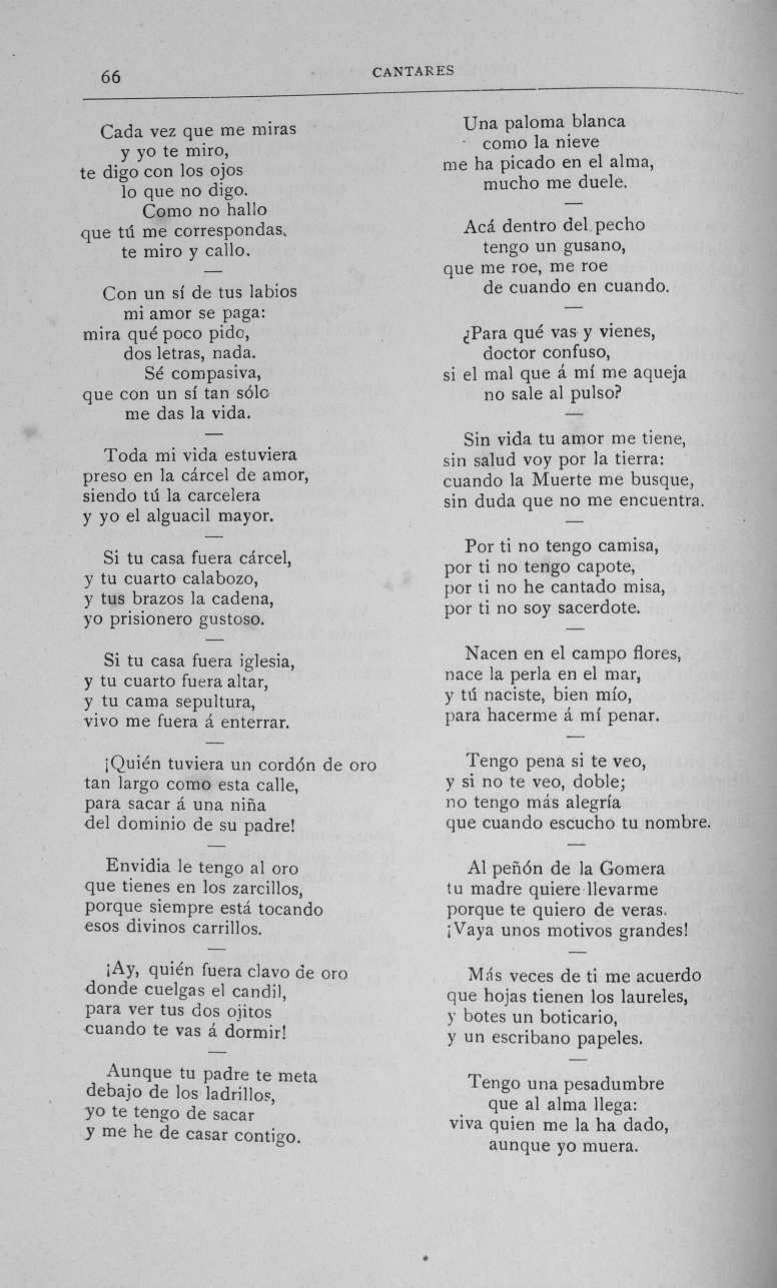 66
CANTARES
Cada vez que me miras
y yo te miro,
te digo con los ojos
lo que no digo.
Como no hallo
que tú me correspondas,
te miro y callo.
—
Con un sí de tus labios
mi amor se paga:
mira qué poco pido,
dos letras, nada.
Sé compasiva,
que con un sí tan sólo
me das la vida.
—
Toda mi vida estuviera
preso en la cárcel de amor,
siendo tú la carcelera
y yo el alguacil mayor.
—
Si tu casa fuera cárcel,
y tu cuarto calabozo,
y tus brazos la cadena,
yo prisionero gustoso.
—
Si tu casa fuera iglesia,
y tu cuarto fuera altar,
y tu cama sepultura,
vivo me fuera á enterrar.
—
¡Quién tuviera un cordón de oro
tan largo como esta calle,
para sacar á una niña
del dominio de su padre!
—
Envidia le tengo al oro
que tienes en los zarcillos,
porque siempre está tocando
esos divinos carrillos.
—
¡Ay, quién fuera clavo de oro
donde cuelgas el candil,
para ver tus dos ojitos
cuando te vas á dormir!
—
Aunque tu padre te meta
debajo de los ladrillos,
yo te tengo de sacar
y me he de casar contigo.
Una paloma blanca
como la nieve
me ha picado en el alma,
mucho me duele.
—
Acá dentro del pecho
tengo un gusano,
que me roe, me roe
de cuando en cuando.
—
¿Para qué vas y vienes,
doctor confuso,
si el mal que á mí me aqueja
no sale al pulso?
—
Sin vida tu amor me tiene,
sin salud voy por la tierra:
cuando la Muerte me busque,
sin duda que no me encuentra.
—
Por ti no tengo camisa,
por ti no tengo capote,
por ti no he cantado misa,
por ti no soy sacerdote.
—
Nacen en el campo flores,
nace la perla en el mar,
y tú naciste, bien mío,
para hacerme á mí penar.
—
Tengo pena si te veo,
y si no te veo, doble;
no tengo más alegría
que cuando escucho tu nombre.
—
Al peñón de la Gomera
tu madre quiere llevarme
porque te quiero de veras.
¡Vaya unos motivos grandes!
—
Más veces de ti me acuerdo
que hojas tienen los laureles,
y botes un boticario,
y un escribano papeles.
—
Tengo una pesadumbre
que al alma llega:
viva quien me la ha dado,
aunque yo muera.